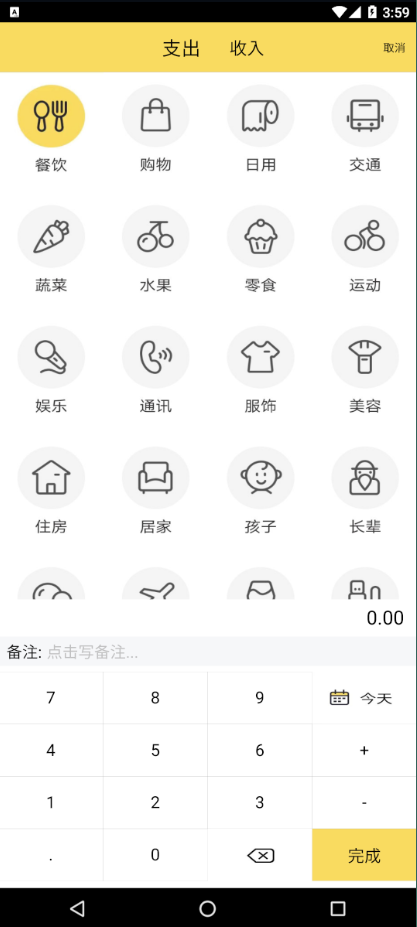 3:59
支出 收入 取消
餐饮 购物 日用 交通
蔬菜 水果 零食 运动
娱乐 通讯 服饰 美容
住房 居家 孩子 长辈
0.00
备注: 点击写备注...
7 8 9 今天
4 5 6 +
1 2 3 -
. 0 完成